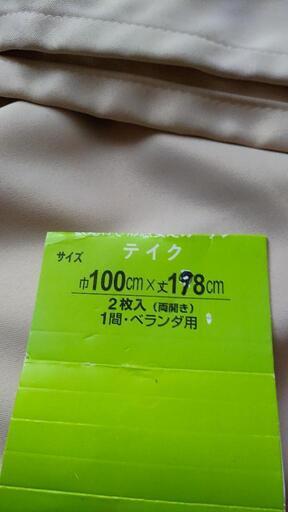 テイク
サイズ
巾100cm×丈198cm
2枚入(両開き)
1間・ベランダ用